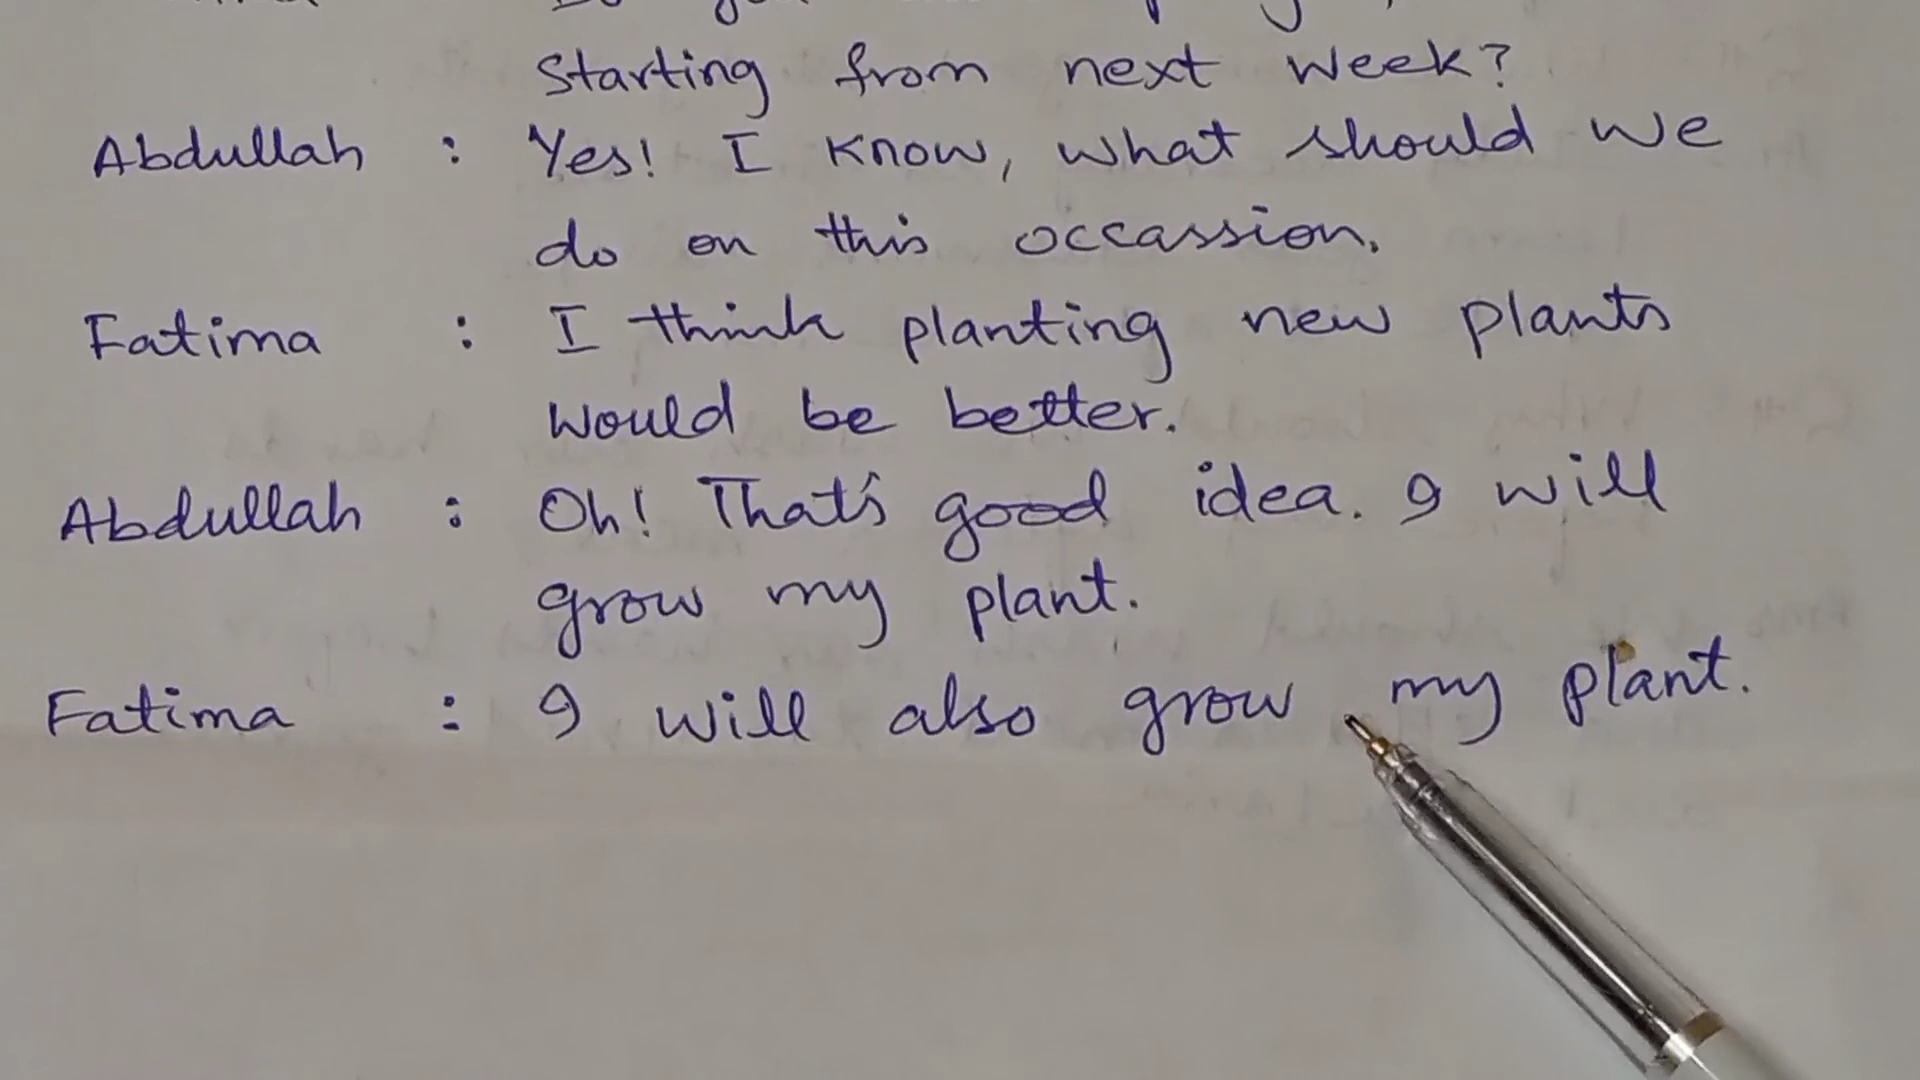 Starting from next week?
Abdullah : Yes! I know, what should we
do on this occassion.
Fatima : I think planting new plants
would be better.
Abdullah : Oh! That's good idea. I will
grow my plant.
Fatima : I will also grow my plant.